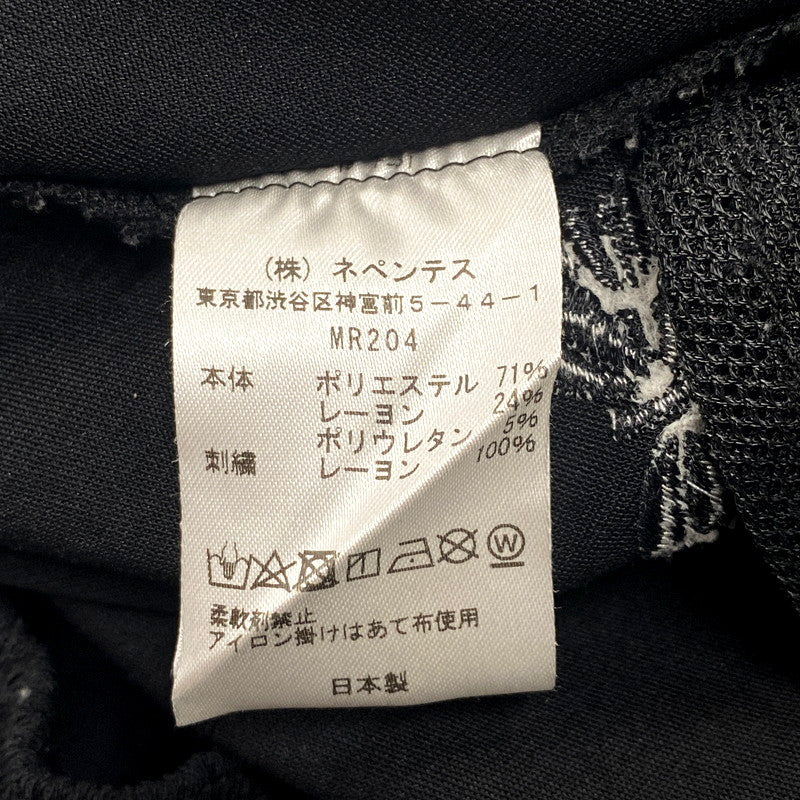 (株) ネペンテス
東京都渋谷区神宮前5-44-1
MR204
本体 ポリエステル 71%
レーヨン 24%
ポリウレタン 5%
刺繍 レーヨン 100%
W
柔軟剤禁止
アイロン掛けはあて布使用
日本製